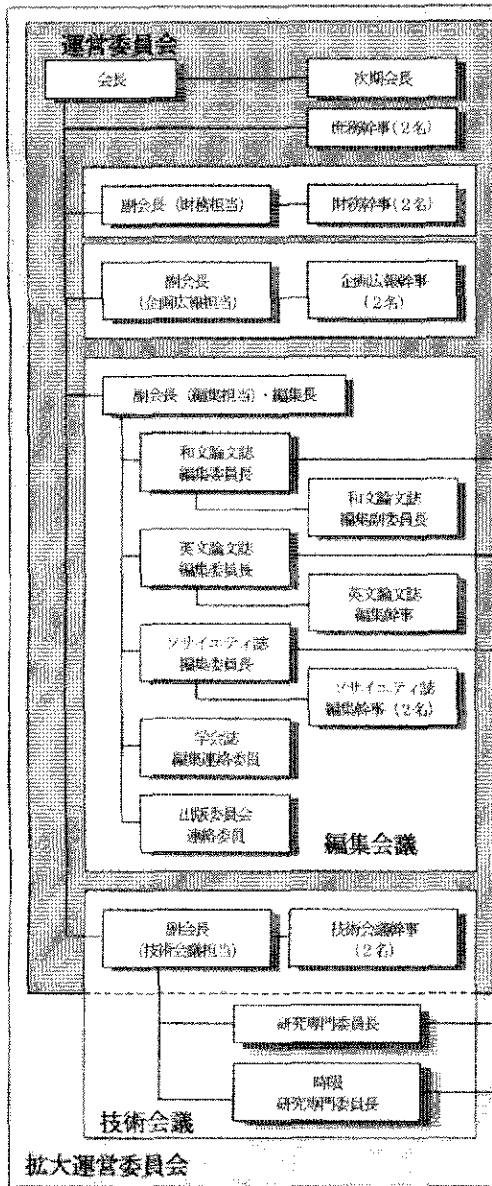 運営委員会
会長
次期会長
庶務幹事(2名)
副会長（財務担当）
財務幹事(2名)
副会長
(企画広報担当)
企画広報幹事
(2名)
副会長（編集担当）・編集長
和文論文誌
編集委員長
和文論文誌
編集副委員長
英文論文誌
編集委員長
英文論文誌
編集幹事
ソサイエティ誌
編集委員長
ソサイエティ誌
編集幹事(2名)
学会誌
編集連絡委員
出版委員会
連絡委員
編集会議
副会長
(技術会議担当)
技術会議幹事
(2名)
研究専門委員長
時限
研究専門委員長
技術会議
拡大運営委員会